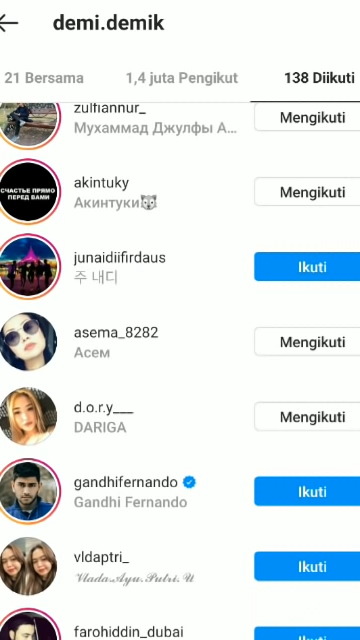 demi.demik
21 Bersama 1,4 juta Pengikut 138 Diikuti
zulfiannur_ Mengikuti
Мухаммад Джулфы А...
СЧАСТЬЕ ПРЯМО
ПЕРЕД ВАМИ
akintuky Mengikuti
Акинтуки🐺
junaidiifirdaus Ikuti
주 내디
asema_8282 Mengikuti
Асем
d.o.r.y___ Mengikuti
DARIGA
gandhifernando Ikuti
Gandhi Fernando
vldaptri_ Ikuti
𝒱𝓁𝒶𝒹𝒶.𝒜𝓎𝓊.𝒫𝓊𝓉𝓇𝒾.𝒰
farohiddin_dubai Ikuti